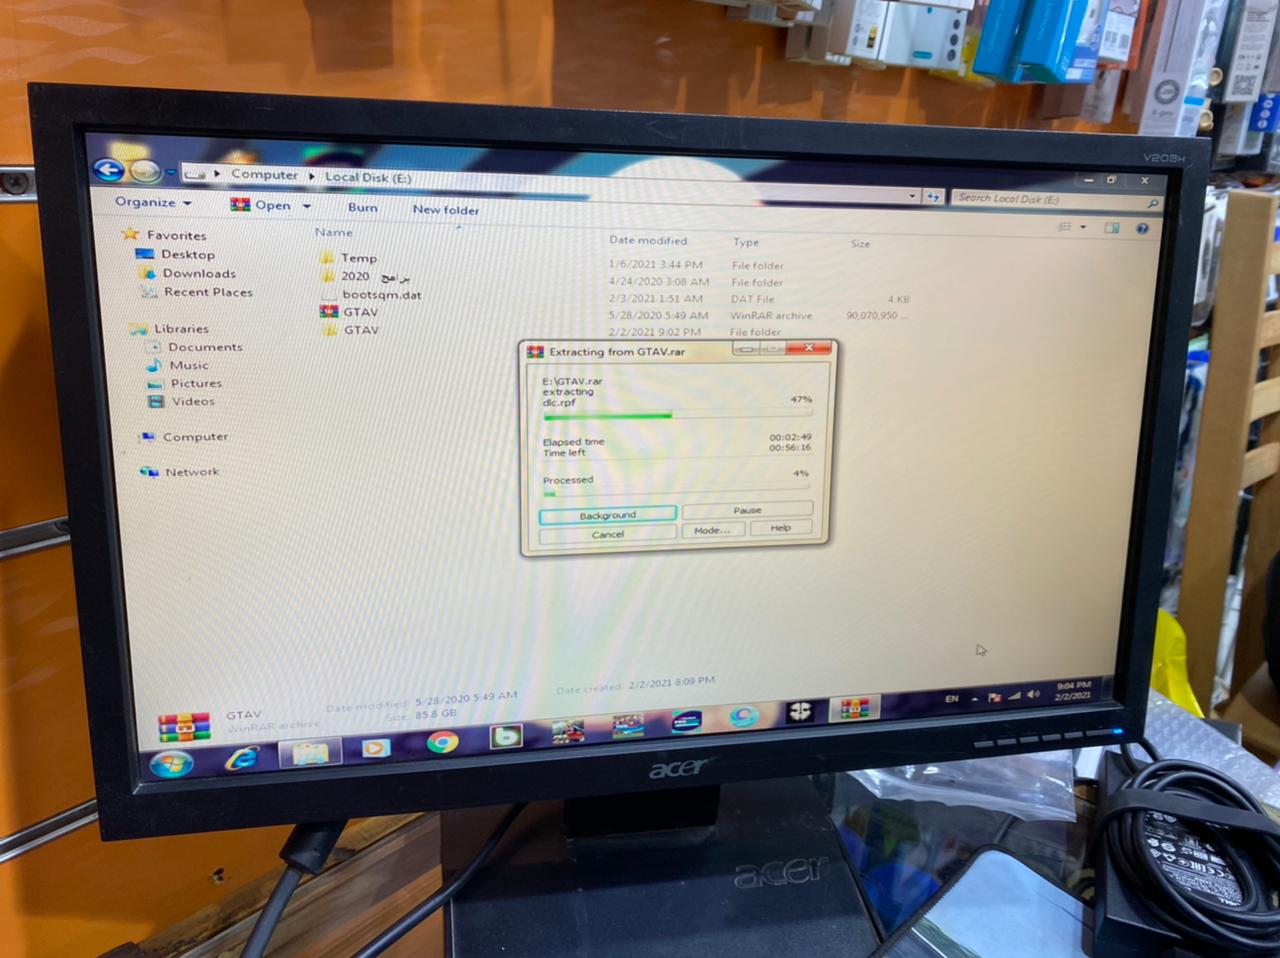 V203H
Computer ▸ Local Disk (E:)
Search Local Disk (E:)
Organize
Open
Burn
New folder
Name
Date modified
Type
Size
Favorites
Desktop
Downloads
Recent Places
Libraries
Documents
Music
Pictures
Videos
Computer
Network
Temp
1/6/2021 3:44 PM
File folder
برامج 2020
4/24/2020 3:08 AM
File folder
bootsqm.dat
2/3/2021 1:51 AM
DAT File
4 KB
GTAV
5/28/2020 5:49 AM
WinRAR archive
90,070,950 ...
GTAV
2/2/2021 9:02 PM
File folder
Extracting from GTAV.rar
E:\GTAV.rar
extracting
dlc.rpf
47%
Elapsed time
00:02:49
Time left
00:56:16
Processed
4%
Background
Pause
Cancel
Mode...
Help
GTAV
Date modified: 5/28/2020 5:49 AM
Date created: 2/2/2021 8:09 PM
WinRAR archive
Size: 85.8 GB
EN
9:04 PM
2/2/2021
acer
acer
DELL